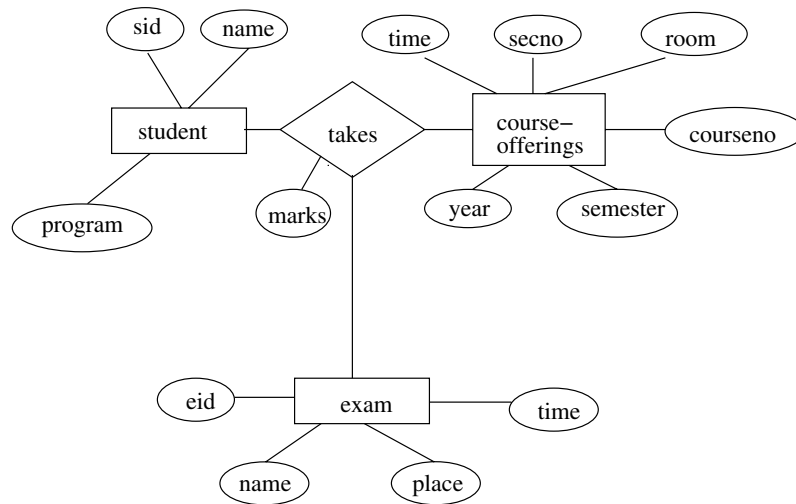 sid
name
time
secno
room
student
takes
course–
offerings
courseno
program
marks
year
semester
eid
exam
time
name
place